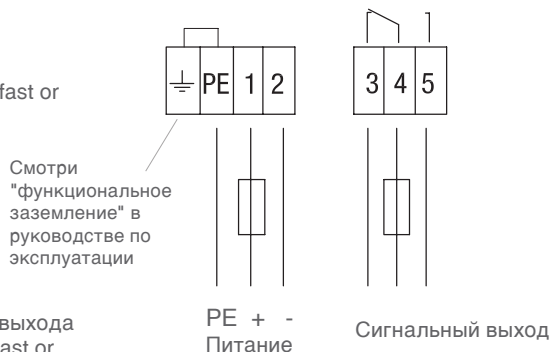 fast or
PE 1 2
3 4 5
Смотри
"функциональное
заземление" в
руководстве по
эксплуатации
выхода
ast or
PE + -
Питание
Сигнальный выход